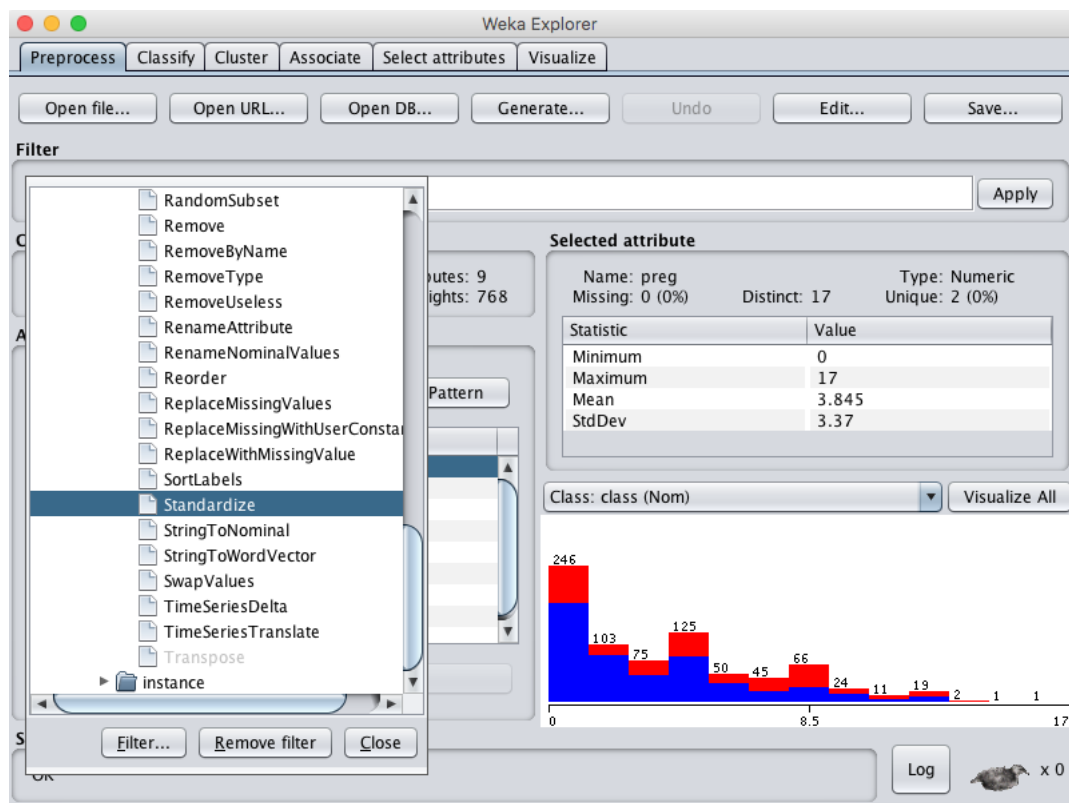 Weka Explorer
Preprocess Classify Cluster Associate Select attributes Visualize
Open file... Open URL... Open DB... Generate... Undo Edit... Save...
Filter
Apply
RandomSubset
Remove
RemoveByName
RemoveType
RemoveUseless
RenameAttribute
RenameNominalValues
Reorder
ReplaceMissingValues
ReplaceMissingWithUserConstan
ReplaceWithMissingValue
SortLabels
Standardize
StringToNominal
StringToWordVector
SwapValues
TimeSeriesDelta
TimeSeriesTranslate
Transpose
instance
Filter... Remove filter Close
butes: 9
ights: 768
Pattern
Selected attribute
Name: preg Type: Numeric
Missing: 0 (0%) Distinct: 17 Unique: 2 (0%)
Statistic Value
Minimum 0
Maximum 17
Mean 3.845
StdDev 3.37
Class: class (Nom) Visualize All
246 103 75 125 50 45 66 24 11 19 2 1 1
0 8.5 17
OK
Log x 0